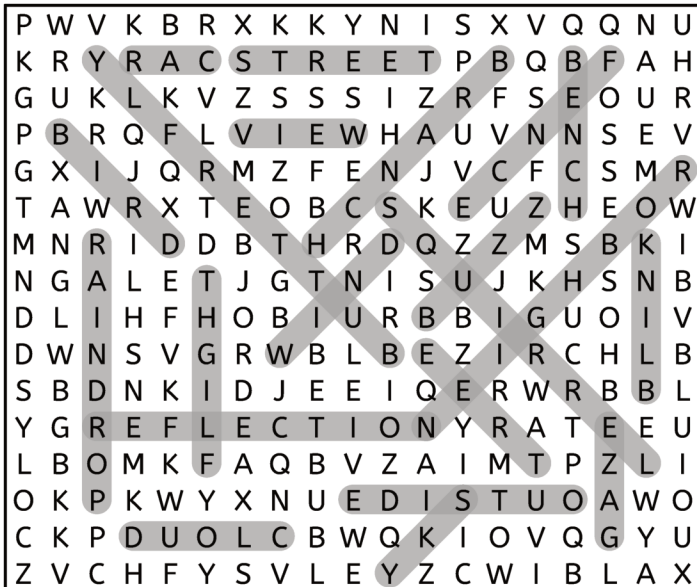 P W V K B R X K K Y N I S X V Q Q N U
K R Y R A C S T R E E T P B Q B F A H
G U K L K V Z S S S I Z R F S E O U R
P B R Q F L V I E W H A U V N N S E V
G X I J Q R M Z F E N J V C F C S M R
T A W R X T E O B C S K E U Z H E O W
M N R I D D B T H R D Q Z Z M S B K I
N G A L E T J G T N I S U J K H S N B
D L I H F H O B I U R B B I G U O I V
D W N S V G R W B L B E Z I R C H L B
S B D N K I D J E E I Q E R W R B B L
Y G R E F L E C T I O N Y R A T E E U
L B O M K F A Q B V Z A I M T P Z L I
O K P K W Y X N U E D I S T U O A W O
C K P D U O L C B W Q K I O V Q G Y U
Z V C H F Y S V L E Y Z C W I B L A X